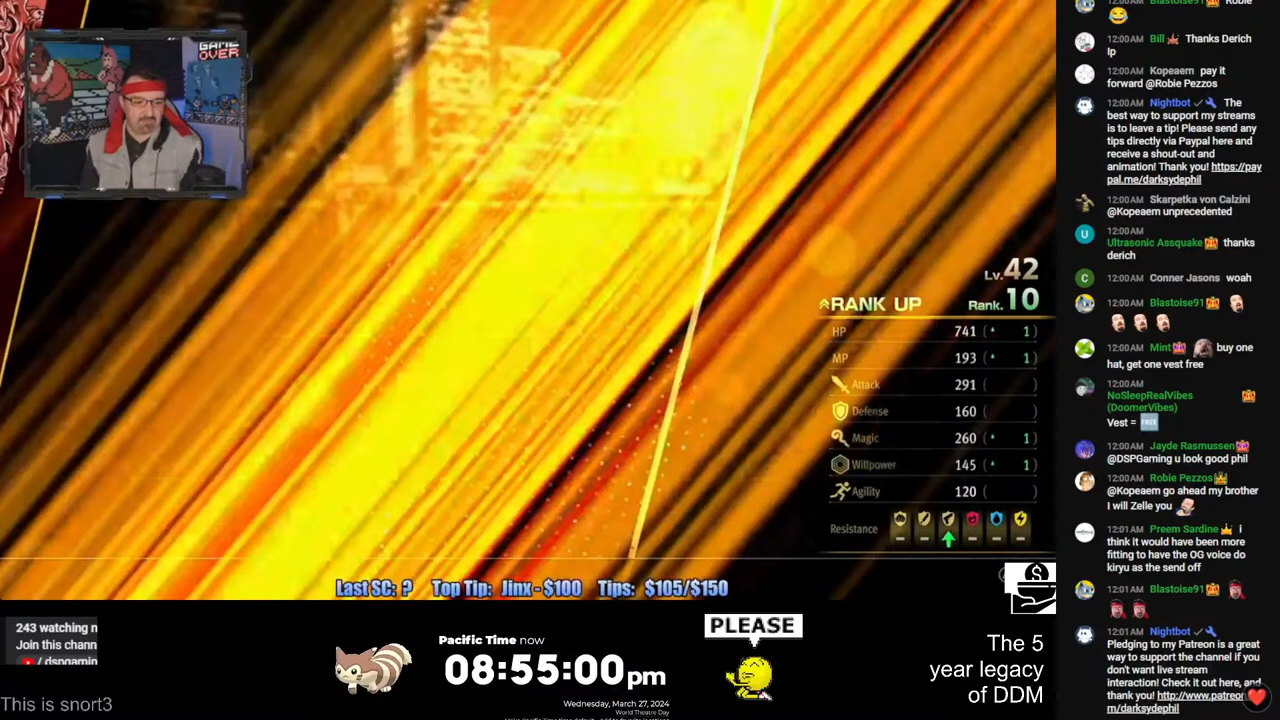 GAME
OVER
Lv.42
RANK UP Rank.10
HP 741 ( 1 )
MP 193 ( 1 )
Attack 291 ( )
Defense 160 ( )
Magic 260 ( 1 )
Willpower 145 ( 1 )
Agility 120 ( )
Resistance
Last SC: ? Top Tip: Jinx - $100 Tips: $105/$150
243 watching n
Join this chann
/ dspgamin
This is snort3
Pacific Time now
08:55:00pm
Wednesday, March 27, 2024
World Theatre Day
PLEASE
The 5
year legacy
of DDM
12:00AM Bill Thanks Derich
lp
12:00AM Kopeaem pay it
forward @Robie Pezzos
12:00AM Nightbot The
best way to support my streams
is to leave a tip! Please send any
tips directly via Paypal here and
receive a shout-out and
animation! Thank you! https://pay
pal.me/darksydephil
12:00AM Skarpetka von Calzini
@Kopeaem unprecedented
12:00AM
Ultrasonic Assquake thanks
derich
12:00AM Conner Jasons woah
12:00AM Blastoise91
12:00AM Mint buy one
hat, get one vest free
12:00AM
NoSleepRealVibes
(DoomerVibes)
Vest = FREE
12:00AM Jayde Rasmussen
@DSPGaming u look good phil
12:00AM Robie Pezzos
@Kopeaem go ahead my brother
I will Zelle you
12:01AM Preem Sardine i
think it would have been more
fitting to have the OG voice do
kiryu as the send off
12:01AM Blastoise91
12:01AM Nightbot
Pledging to my Patreon is a great
way to support the channel if you
don't want live stream
interaction! Check it out here, and
thank you! http://www.patreon
m/darksydephil